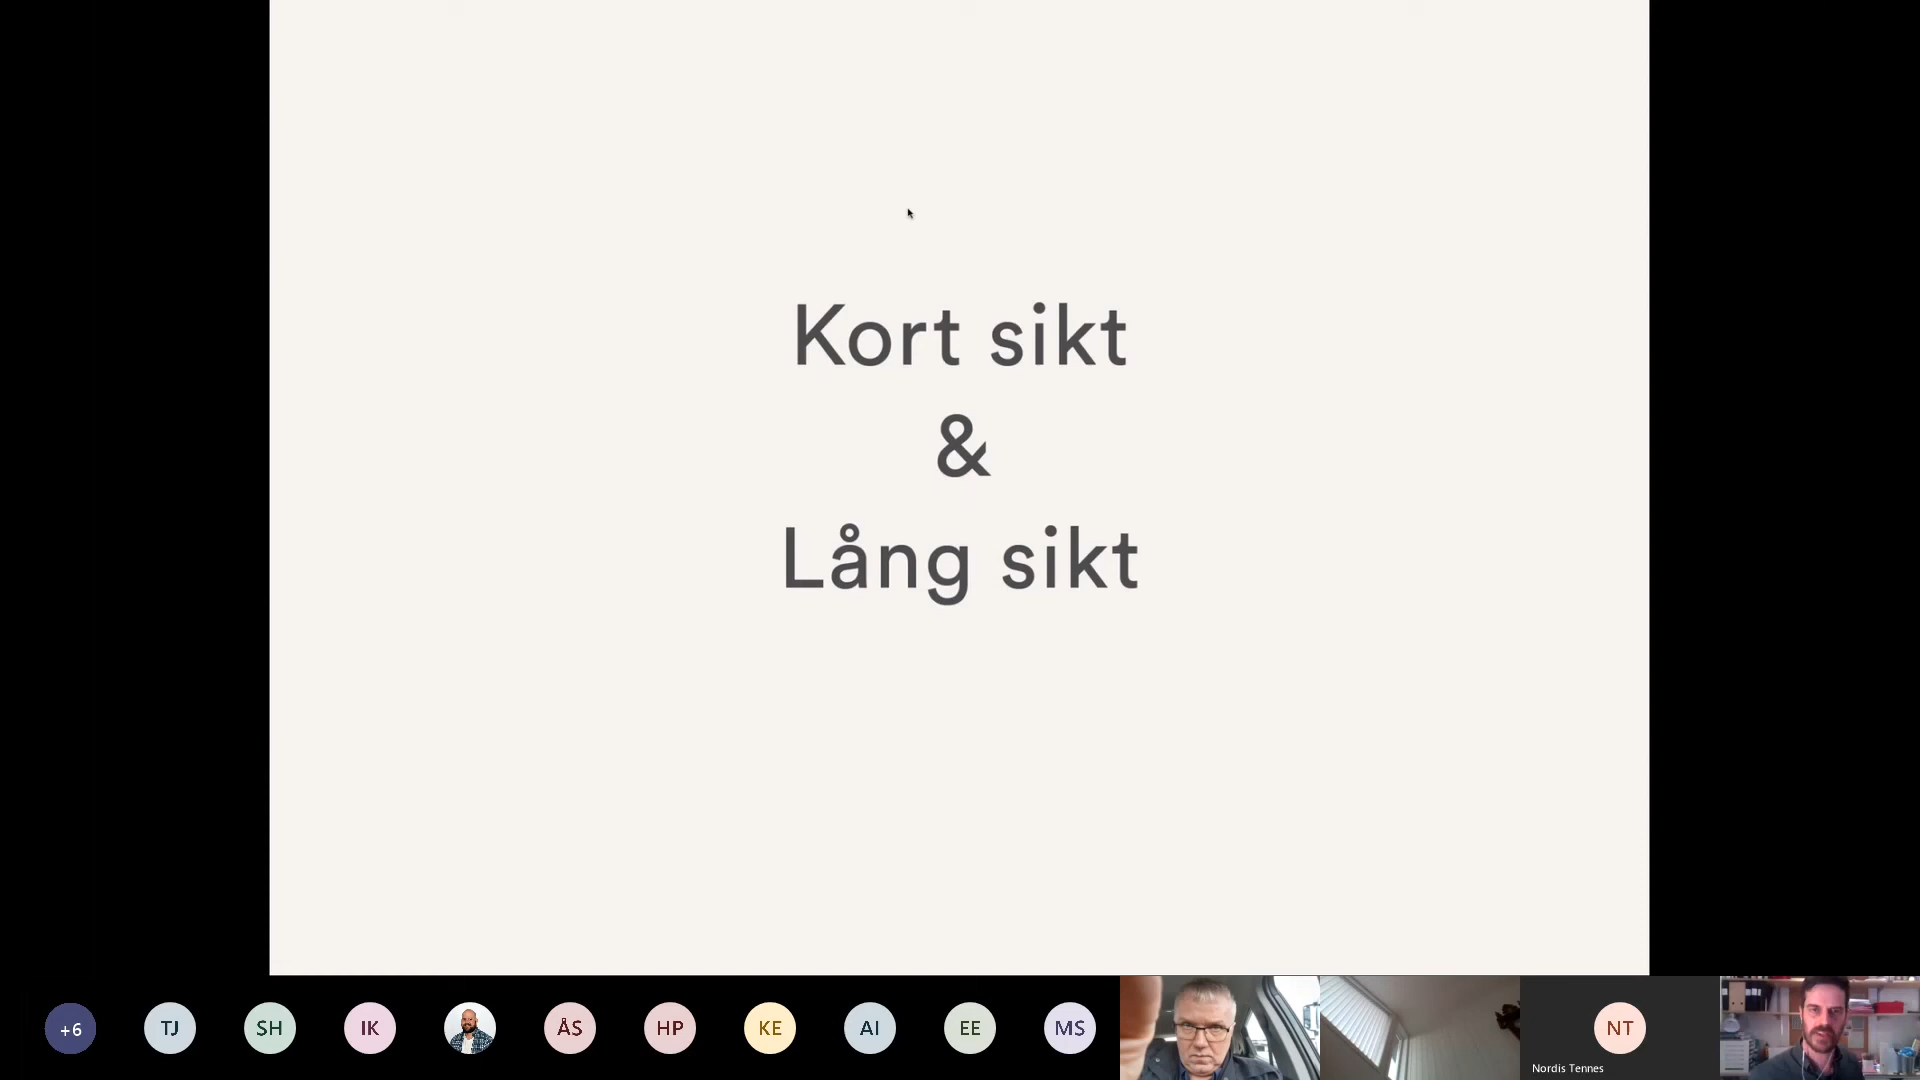 Kort sikt
&
Lång sikt
+6
TJ
SH
IK
ÅS
HP
KE
AI
EE
MS
NT
Nordis Tennes